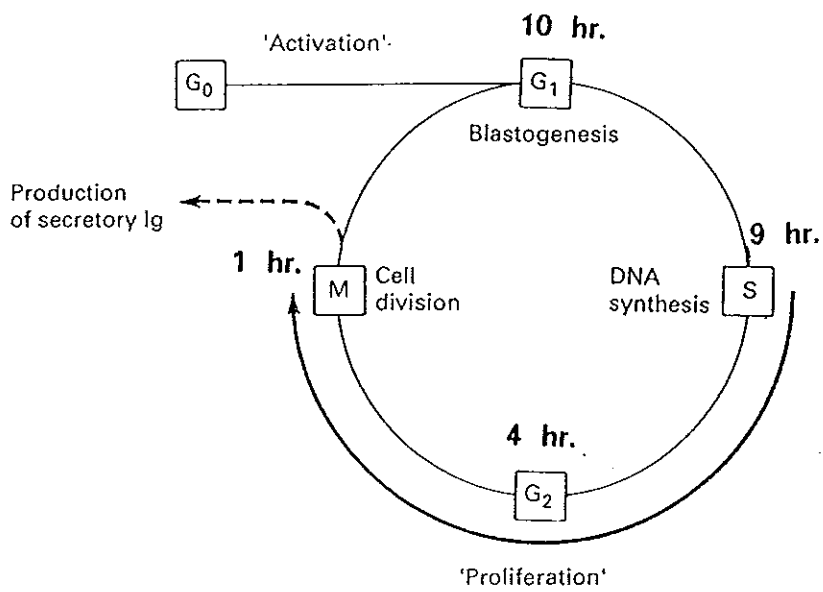 10 hr.
'Activation'
G0
G1
Blastogenesis
Production
of secretory Ig
9 hr.
1 hr.
M
Cell
division
DNA
synthesis
S
4 hr.
G2
'Proliferation'